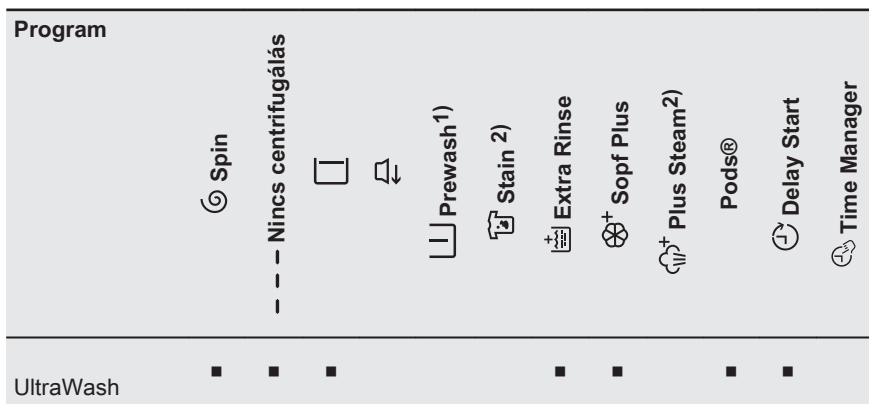 Program
Spin
– – – Nincs centrifugálás
Prewash1)
Stain 2)
Extra Rinse
Sopf Plus
Plus Steam2)
Pods®
Delay Start
Time Manager
UltraWash ■ ■ ■ ■ ■ ■ ■